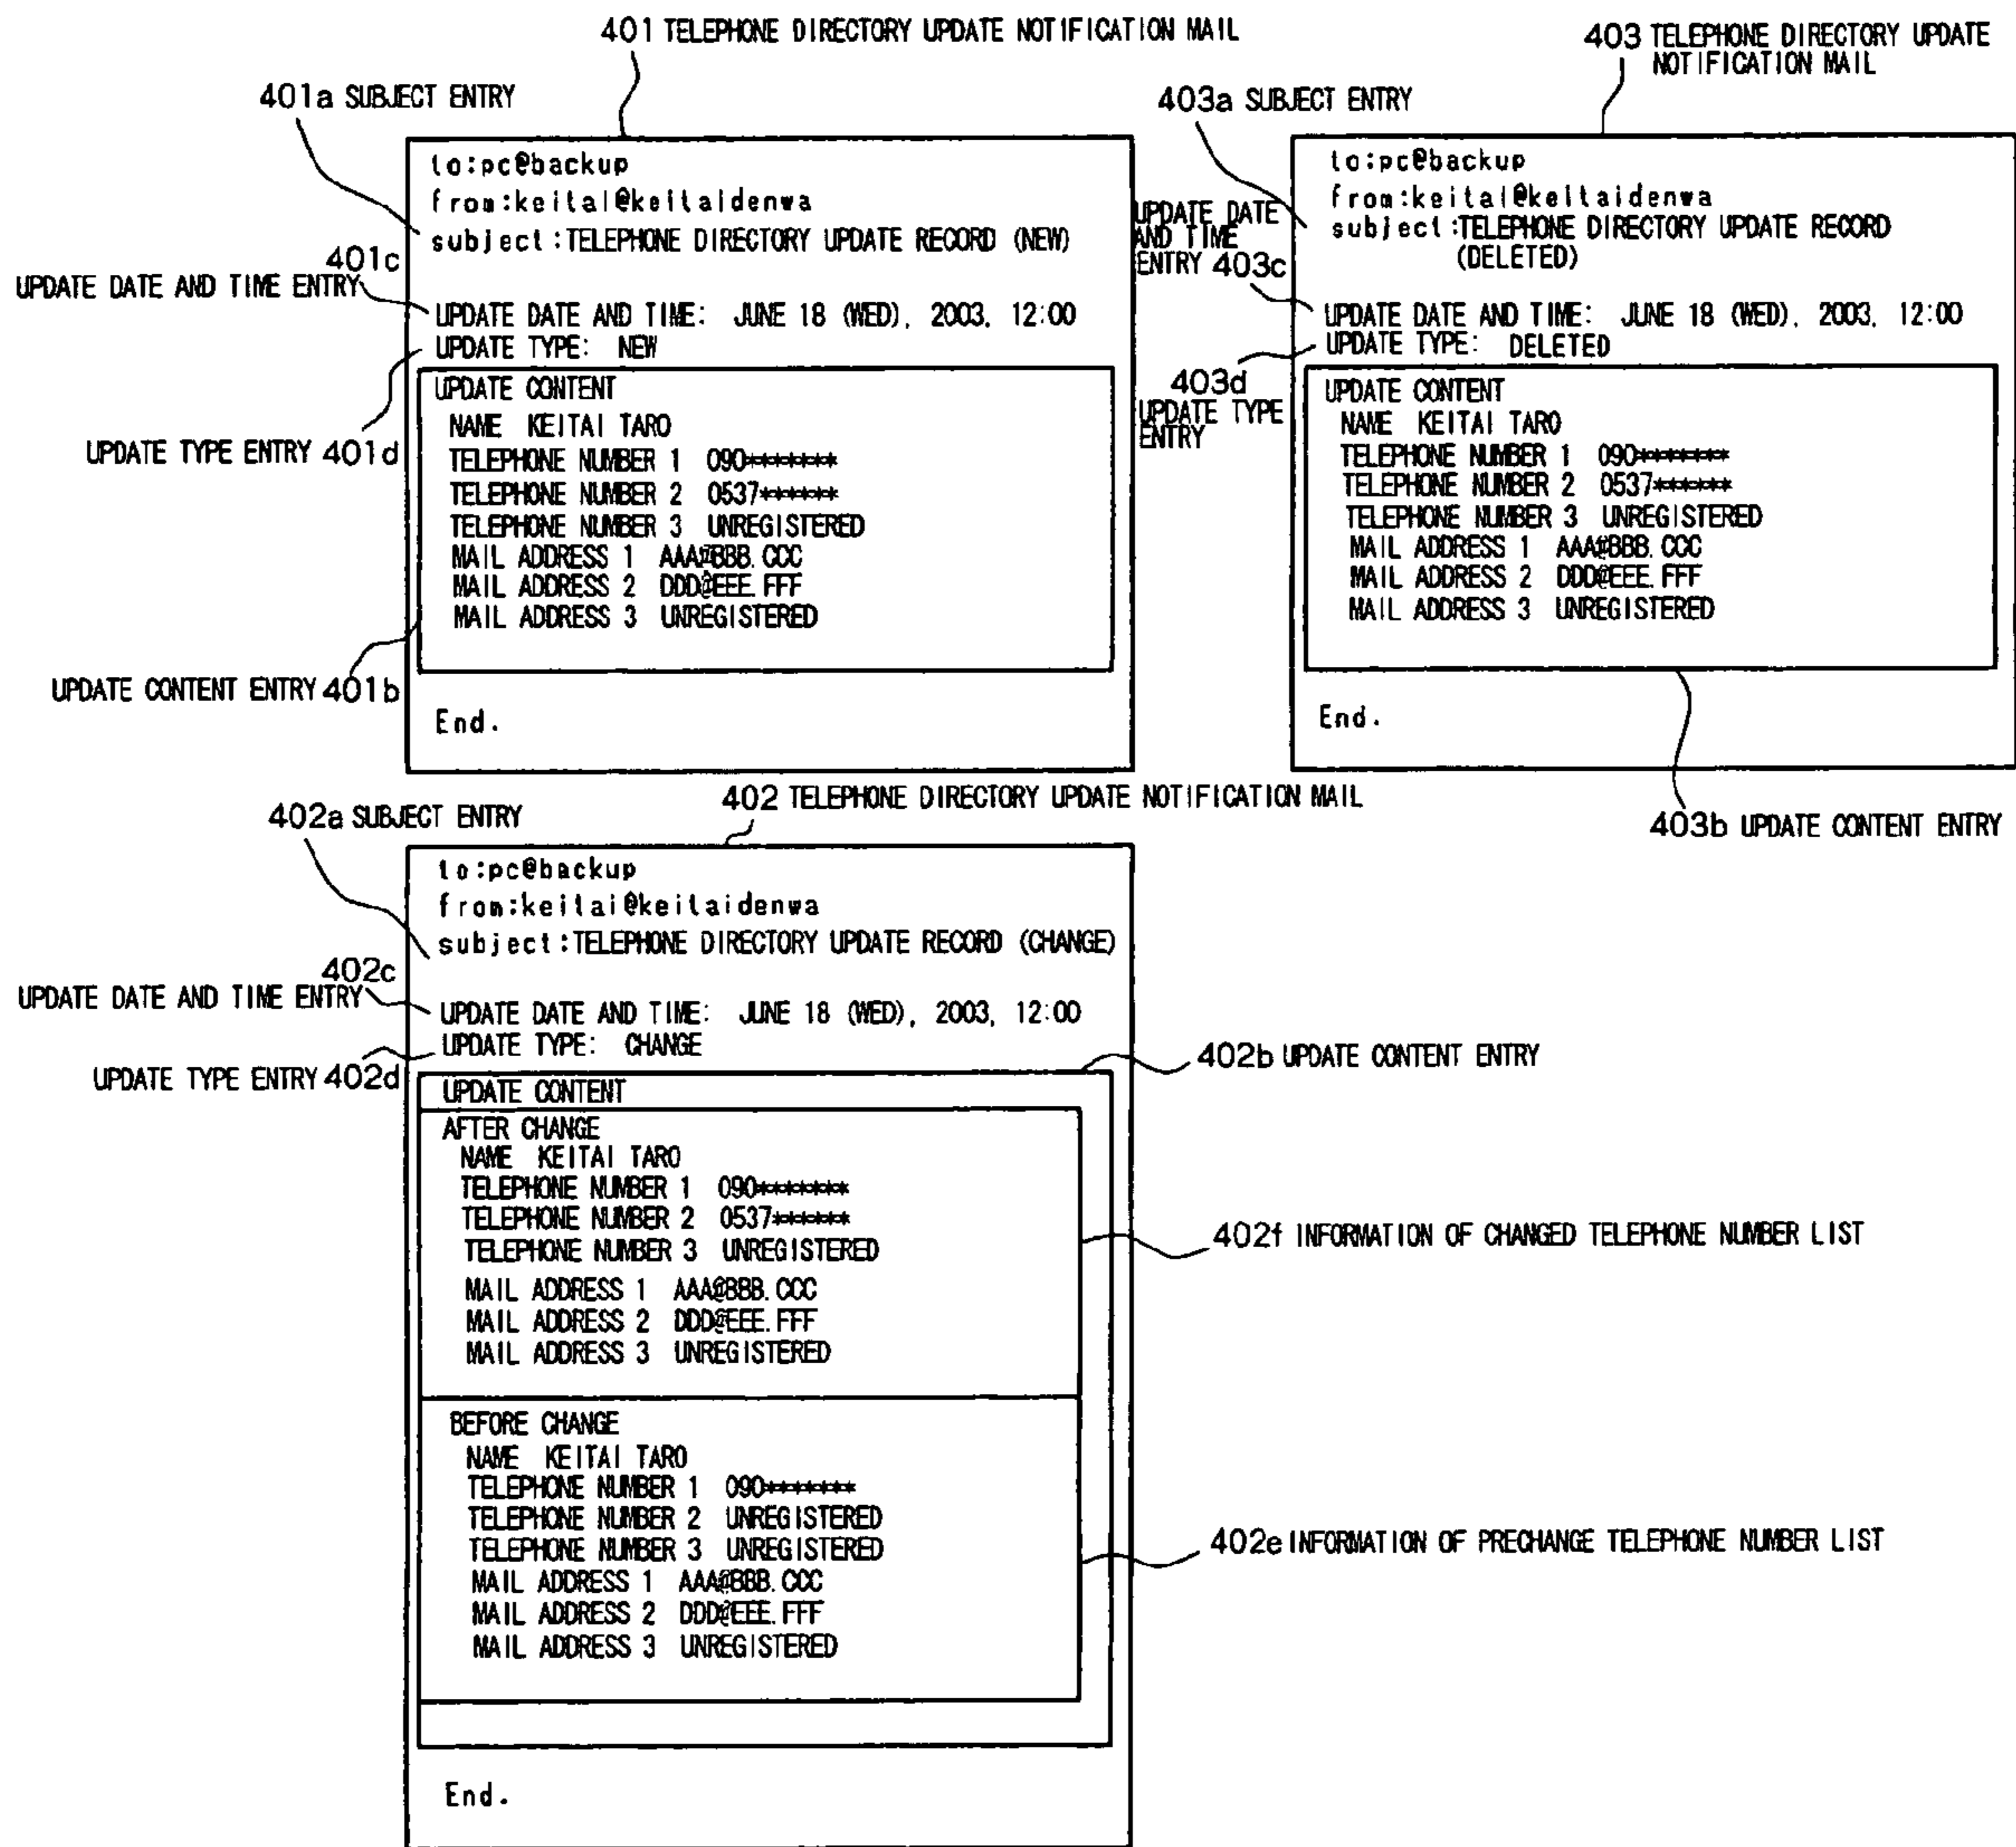 401 TELEPHONE DIRECTORY UPDATE NOTIFICATION MAIL
401a SUBJECT ENTRY
to:pc@backup
from:keitai@keitaidenwa
subject:TELEPHONE DIRECTORY UPDATE RECORD (NEW)
401c
UPDATE DATE AND TIME ENTRY
UPDATE DATE AND TIME: JUNE 18 (WED), 2003, 12:00
UPDATE TYPE: NEW
UPDATE TYPE ENTRY 401d
UPDATE CONTENT
NAME KEITAI TARO
TELEPHONE NUMBER 1 090*******
TELEPHONE NUMBER 2 0537******
TELEPHONE NUMBER 3 UNREGISTERED
MAIL ADDRESS 1 AAA@BBB.CCC
MAIL ADDRESS 2 DDD@EEE.FFF
MAIL ADDRESS 3 UNREGISTERED
UPDATE CONTENT ENTRY 401b
End.
403 TELEPHONE DIRECTORY UPDATE
NOTIFICATION MAIL
403a SUBJECT ENTRY
to:pc@backup
from:keitai@keitaidenwa
subject:TELEPHONE DIRECTORY UPDATE RECORD
(DELETED)
UPDATE DATE
AND TIME
ENTRY 403c
UPDATE DATE AND TIME: JUNE 18 (WED), 2003, 12:00
UPDATE TYPE: DELETED
403d
UPDATE TYPE
ENTRY
UPDATE CONTENT
NAME KEITAI TARO
TELEPHONE NUMBER 1 090*******
TELEPHONE NUMBER 2 0537******
TELEPHONE NUMBER 3 UNREGISTERED
MAIL ADDRESS 1 AAA@BBB.CCC
MAIL ADDRESS 2 DDD@EEE.FFF
MAIL ADDRESS 3 UNREGISTERED
End.
403b UPDATE CONTENT ENTRY
402 TELEPHONE DIRECTORY UPDATE NOTIFICATION MAIL
402a SUBJECT ENTRY
to:pc@backup
from:keitai@keitaidenwa
subject:TELEPHONE DIRECTORY UPDATE RECORD (CHANGE)
402c
UPDATE DATE AND TIME ENTRY
UPDATE DATE AND TIME: JUNE 18 (WED), 2003, 12:00
UPDATE TYPE: CHANGE
UPDATE TYPE ENTRY 402d
402b UPDATE CONTENT ENTRY
UPDATE CONTENT
AFTER CHANGE
NAME KEITAI TARO
TELEPHONE NUMBER 1 090*******
TELEPHONE NUMBER 2 0537******
TELEPHONE NUMBER 3 UNREGISTERED
MAIL ADDRESS 1 AAA@BBB.CCC
MAIL ADDRESS 2 DDD@EEE.FFF
MAIL ADDRESS 3 UNREGISTERED
402f INFORMATION OF CHANGED TELEPHONE NUMBER LIST
BEFORE CHANGE
NAME KEITAI TARO
TELEPHONE NUMBER 1 090*******
TELEPHONE NUMBER 2 UNREGISTERED
TELEPHONE NUMBER 3 UNREGISTERED
MAIL ADDRESS 1 AAA@BBB.CCC
MAIL ADDRESS 2 DDD@EEE.FFF
MAIL ADDRESS 3 UNREGISTERED
402e INFORMATION OF PRECHANGE TELEPHONE NUMBER LIST
End.